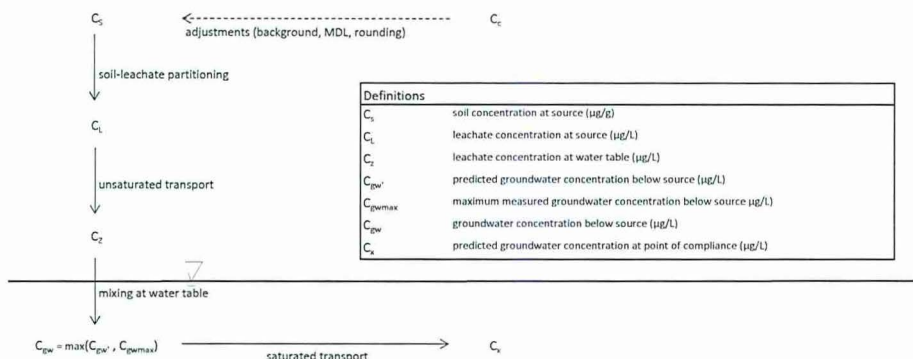 Cs Cc
adjustments (background, MDL, rounding)
soil-leachate partitioning
Definitions
Cs soil concentration at source (µg/g)
CL leachate concentration at source (µg/L)
Cz leachate concentration at water table (µg/L)
Cgw' predicted groundwater concentration below source (µg/L)
Cgwmax maximum measured groundwater concentration below source µg/L)
Cgw groundwater concentration below source (µg/L)
Cx predicted groundwater concentration at point of compliance (µg/L)
CL
unsaturated transport
Cz
mixing at water table
Cgw = max(Cgw' , Cgwmax) Cx
saturated transport